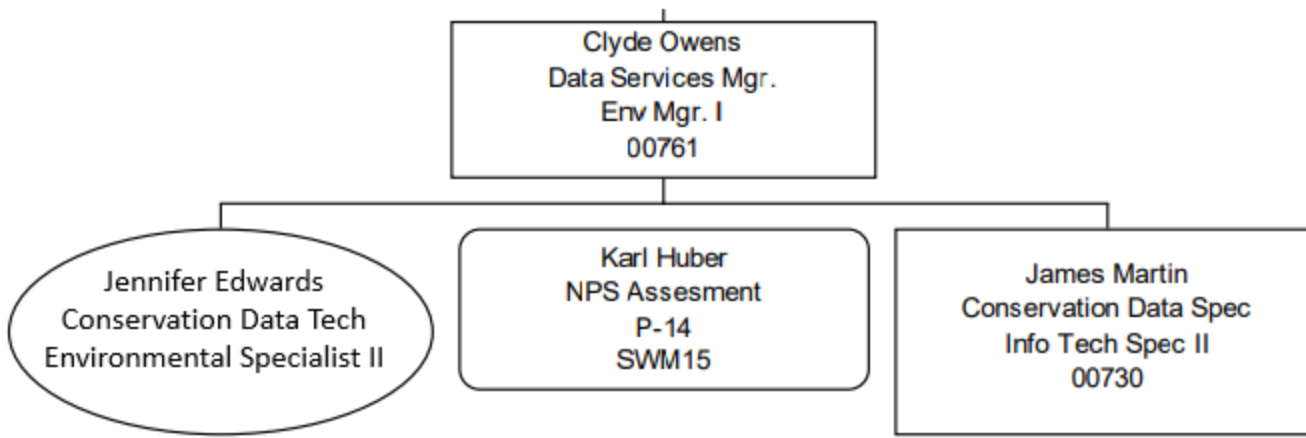 Clyde Owens
Data Services Mgr.
Env Mgr. I
00761
Jennifer Edwards
Conservation Data Tech
Environmental Specialist II
Karl Huber
NPS Assesment
P-14
SWM15
James Martin
Conservation Data Spec
Info Tech Spec II
00730